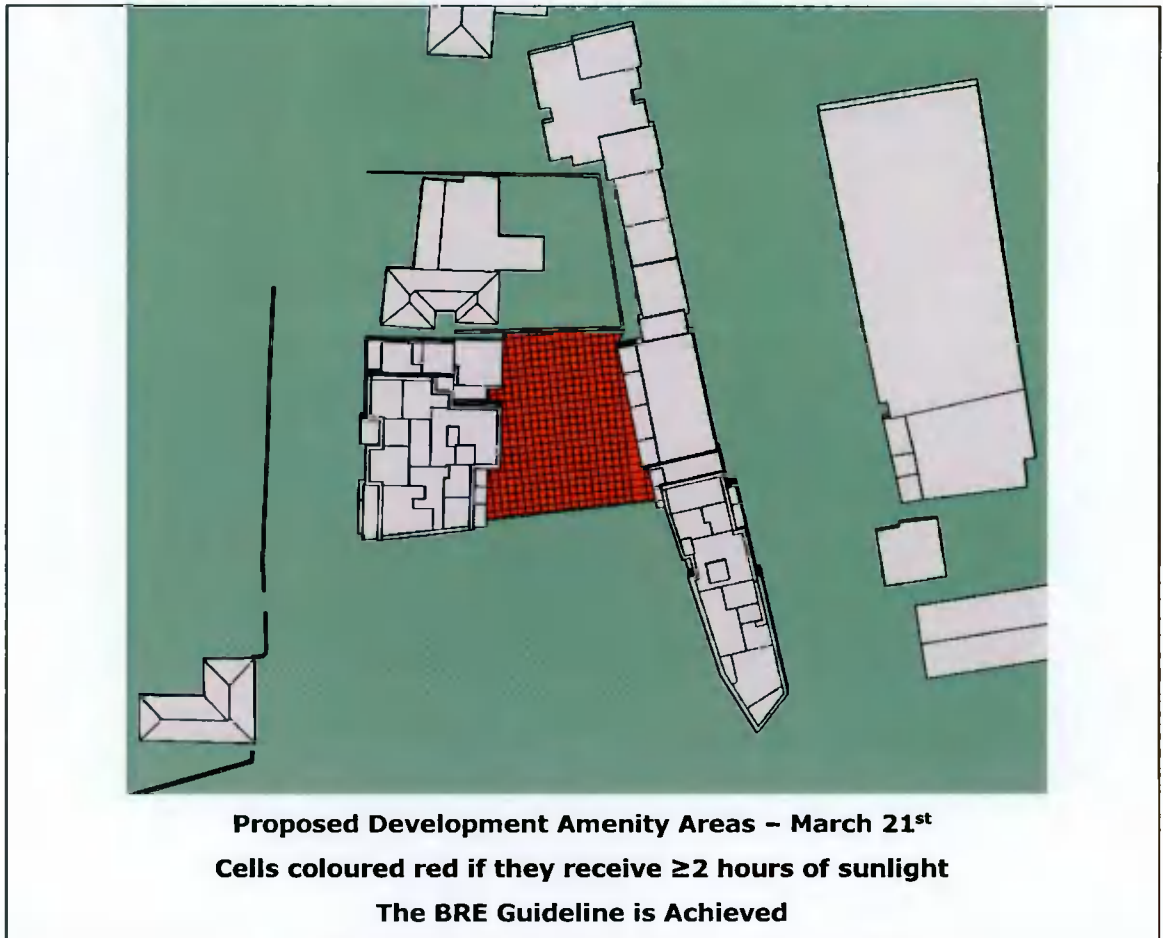 Proposed Development Amenity Areas – March 21st
Cells coloured red if they receive ≥2 hours of sunlight
The BRE Guideline is Achieved